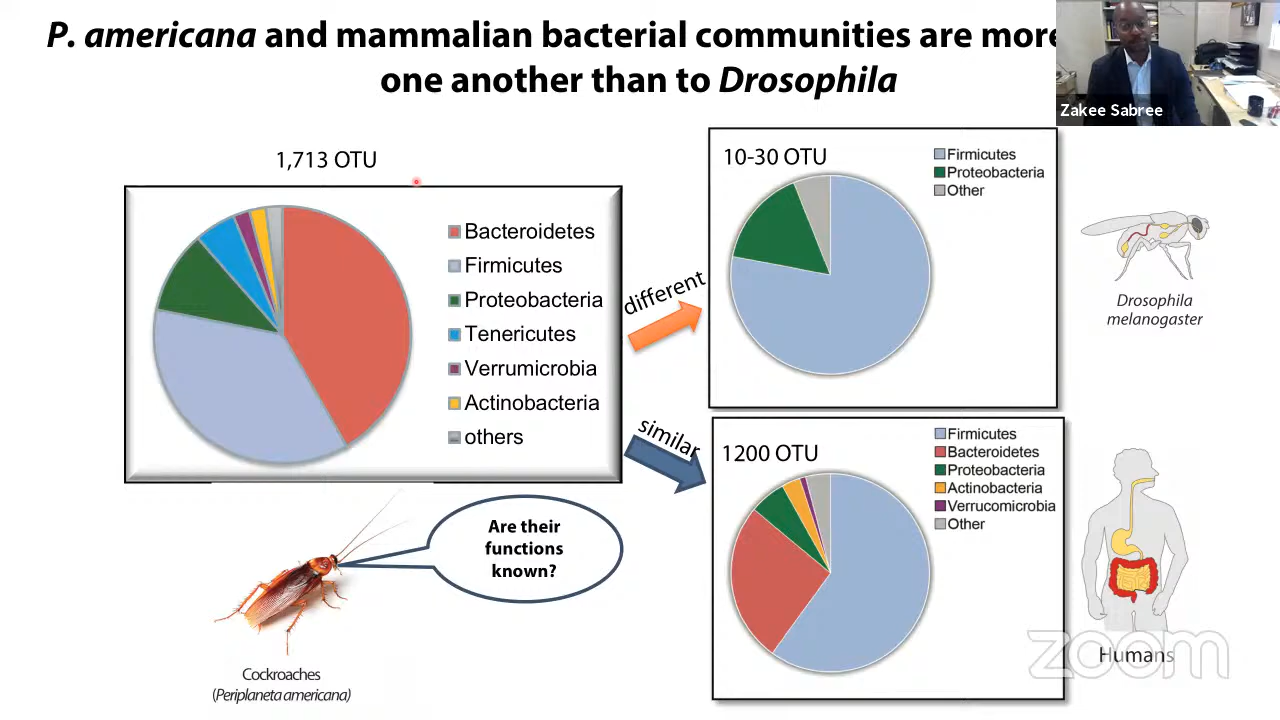 P. americana and mammalian bacterial communities are more
one another than to Drosophila
Zakee Sabree
1,713 OTU
Bacteroidetes
Firmicutes
Proteobacteria
Tenericutes
Verrumicrobia
Actinobacteria
others
different
similar
10-30 OTU
Firmicutes
Proteobacteria
Other
Drosophila
melanogaster
1200 OTU
Firmicutes
Bacteroidetes
Proteobacteria
Actinobacteria
Verrucomicrobia
Other
Humans
zoom
Are their
functions
known?
Cockroaches
(Periplaneta americana)